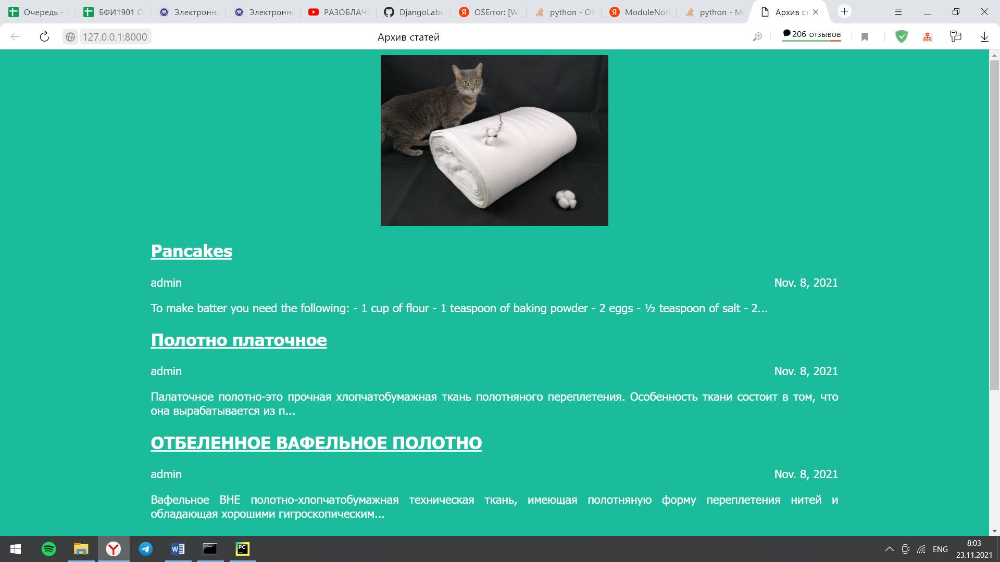 Очередь -
БФИ1901 О
Электронн
Электронн
РАЗОБЛАЧ
DjangoLabs
OSError: [W
python - OS
ModuleNot
python - Mo
Архив ст
127.0.0.1:8000
Архив статей
206 отзывов
Pancakes
admin
Nov. 8, 2021
To make batter you need the following: - 1 cup of flour - 1 teaspoon of baking powder - 2 eggs - ½ teaspoon of salt - 2...
Полотно платочное
admin
Nov. 8, 2021
Палаточное полотно-это прочная хлопчатобумажная ткань полотняного переплетения. Особенность ткани состоит в том, что
она вырабатывается из п...
ОТБЕЛЕННОЕ ВАФЕЛЬНОЕ ПОЛОТНО
admin
Nov. 8, 2021
Вафельное ВНЕ полотно-хлопчатобумажная техническая ткань, имеющая полотняную форму переплетения нитей и
обладающая хорошими гигроскопическим...
ENG
8:03
23.11.2021